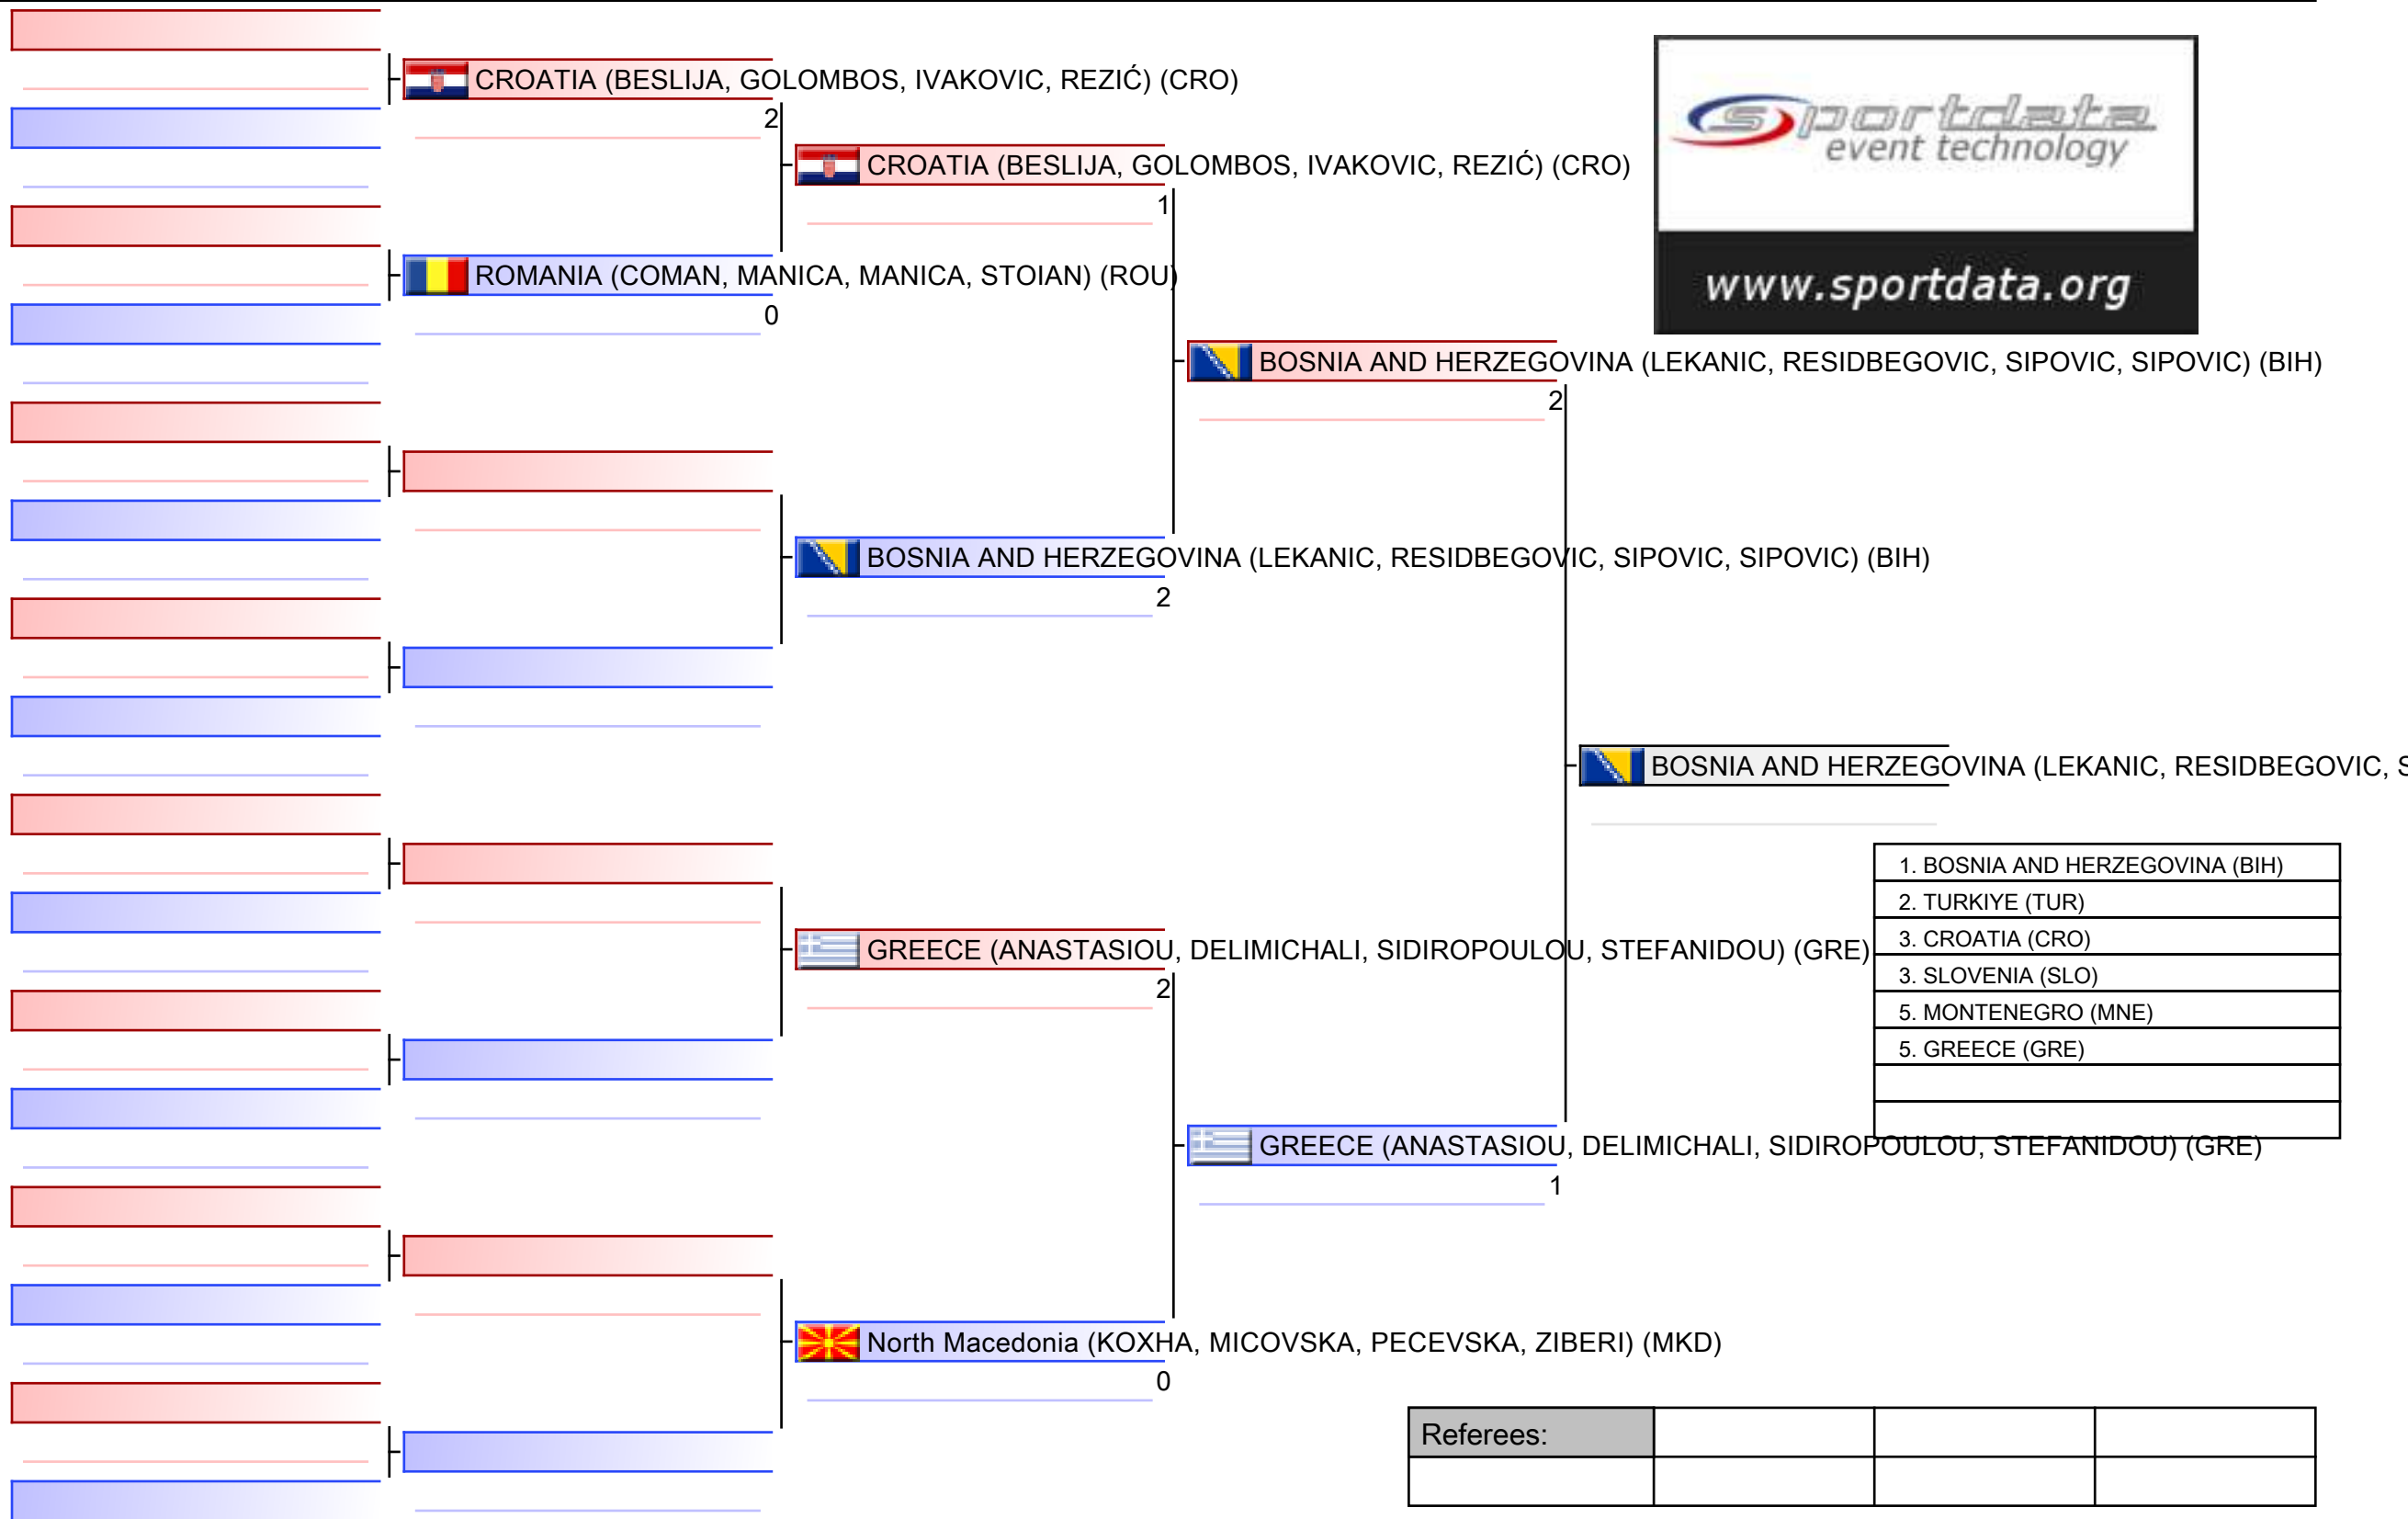 CROATIA (BESLIJA, GOLOMBOS, IVAKOVIC, REZIĆ) (CRO)
2
CROATIA (BESLIJA, GOLOMBOS, IVAKOVIC, REZIĆ) (CRO)
1
sportdata
event technology
www.sportdata.org
ROMANIA (COMAN, MANICA, MANICA, STOIAN) (ROU)
0
BOSNIA AND HERZEGOVINA (LEKANIC, RESIDBEGOVIC, SIPOVIC, SIPOVIC) (BIH)
2
BOSNIA AND HERZEGOVINA (LEKANIC, RESIDBEGOVIC, SIPOVIC, SIPOVIC) (BIH)
2
BOSNIA AND HERZEGOVINA (LEKANIC, RESIDBEGOVIC, S
1. BOSNIA AND HERZEGOVINA (BIH)
2. TURKIYE (TUR)
3. CROATIA (CRO)
3. SLOVENIA (SLO)
5. MONTENEGRO (MNE)
5. GREECE (GRE)
GREECE (ANASTASIOU, DELIMICHALI, SIDIROPOULOU, STEFANIDOU) (GRE)
2
GREECE (ANASTASIOU, DELIMICHALI, SIDIROPOULOU, STEFANIDOU) (GRE)
1
North Macedonia (KOXHA, MICOVSKA, PECEVSKA, ZIBERI) (MKD)
0
Referees: